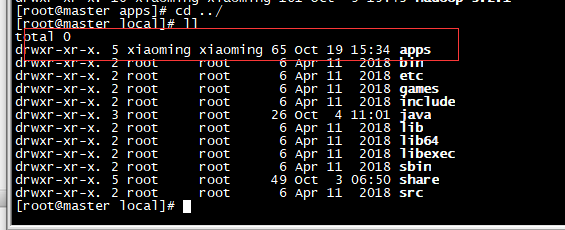 [root@master apps]# cd ../
[root@master local]# ll
total 0
drwxr-xr-x. 5 xiaoming xiaoming 65 Oct 19 15:34 apps
drwxr-xr-x. 2 root     root      6 Apr 11  2018 bin
drwxr-xr-x. 2 root     root      6 Apr 11  2018 etc
drwxr-xr-x. 2 root     root      6 Apr 11  2018 games
drwxr-xr-x. 2 root     root      6 Apr 11  2018 include
drwxr-xr-x. 3 root     root     26 Oct  4 11:01 java
drwxr-xr-x. 2 root     root      6 Apr 11  2018 lib
drwxr-xr-x. 2 root     root      6 Apr 11  2018 lib64
drwxr-xr-x. 2 root     root      6 Apr 11  2018 libexec
drwxr-xr-x. 2 root     root      6 Apr 11  2018 sbin
drwxr-xr-x. 5 root     root     49 Oct  3 06:50 share
drwxr-xr-x. 2 root     root      6 Apr 11  2018 src
[root@master local]#